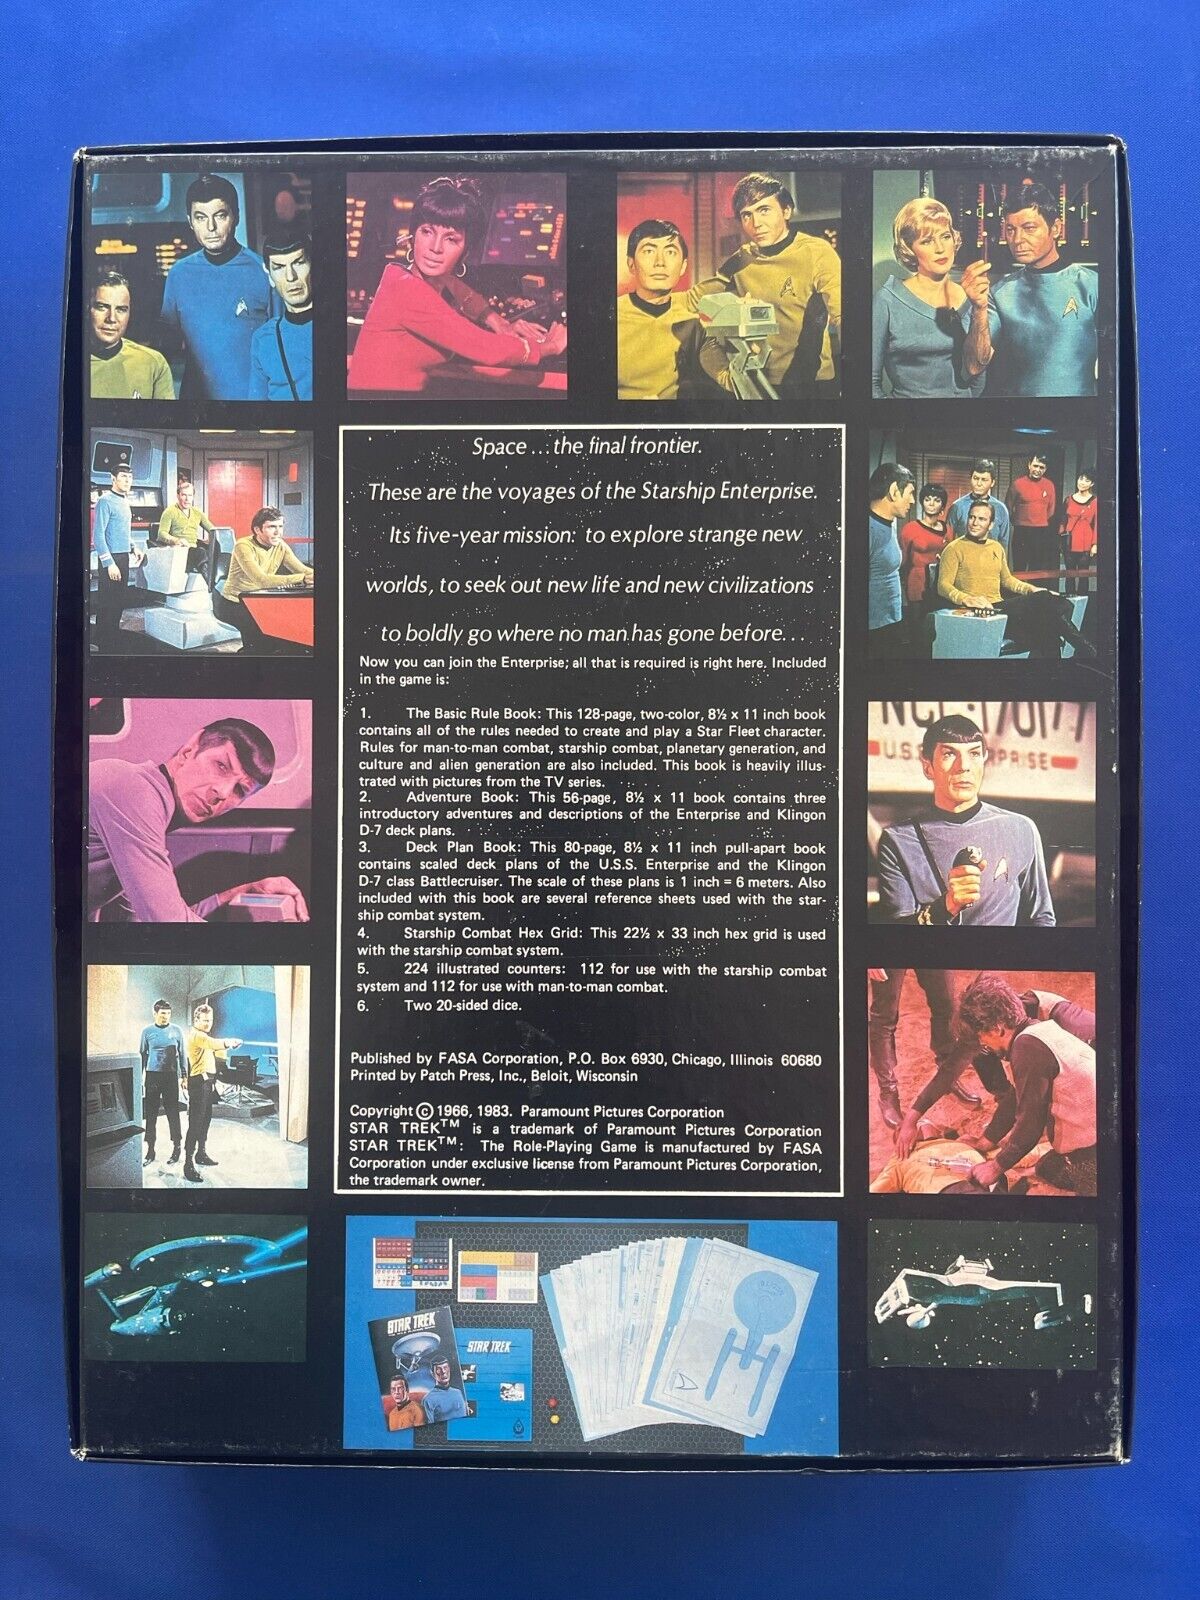 Space ... the final frontier.
These are the voyages of the Starship Enterprise.
Its five-year mission: to explore strange new
worlds, to seek out new life and new civilizations
to boldly go where no man has gone before...
Now you can join the Enterprise; all that is required is right here. Included
in the game is:
1. The Basic Rule Book: This 128-page, two-color, 8½ x 11 inch book
contains all of the rules needed to create and play a Star Fleet character.
Rules for man-to-man combat, starship combat, planetary generation, and
culture and alien generation are also included. This book is heavily illus-
trated with pictures from the TV series.
2. Adventure Book: This 56-page, 8½ x 11 book contains three
introductory adventures and descriptions of the Enterprise and Klingon
D-7 deck plans.
3. Deck Plan Book: This 80-page, 8½ x 11 inch pull-apart book
contains scaled deck plans of the U.S.S. Enterprise and the Klingon
D-7 class Battlecruiser. The scale of these plans is 1 inch = 6 meters. Also
included with this book are several reference sheets used with the star-
ship combat system.
4. Starship Combat Hex Grid: This 22½ x 33 inch hex grid is used
with the starship combat system.
5. 224 illustrated counters: 112 for use with the starship combat
system and 112 for use with man-to-man combat.
6. Two 20-sided dice.
Published by FASA Corporation, P.O. Box 6930, Chicago, Illinois 60680
Printed by Patch Press, Inc., Beloit, Wisconsin
Copyright © 1966, 1983. Paramount Pictures Corporation
STAR TREK™ is a trademark of Paramount Pictures Corporation
STAR TREK™: The Role-Playing Game is manufactured by FASA
Corporation under exclusive license from Paramount Pictures Corporation,
the trademark owner.
STAR TREK
STAR TREK